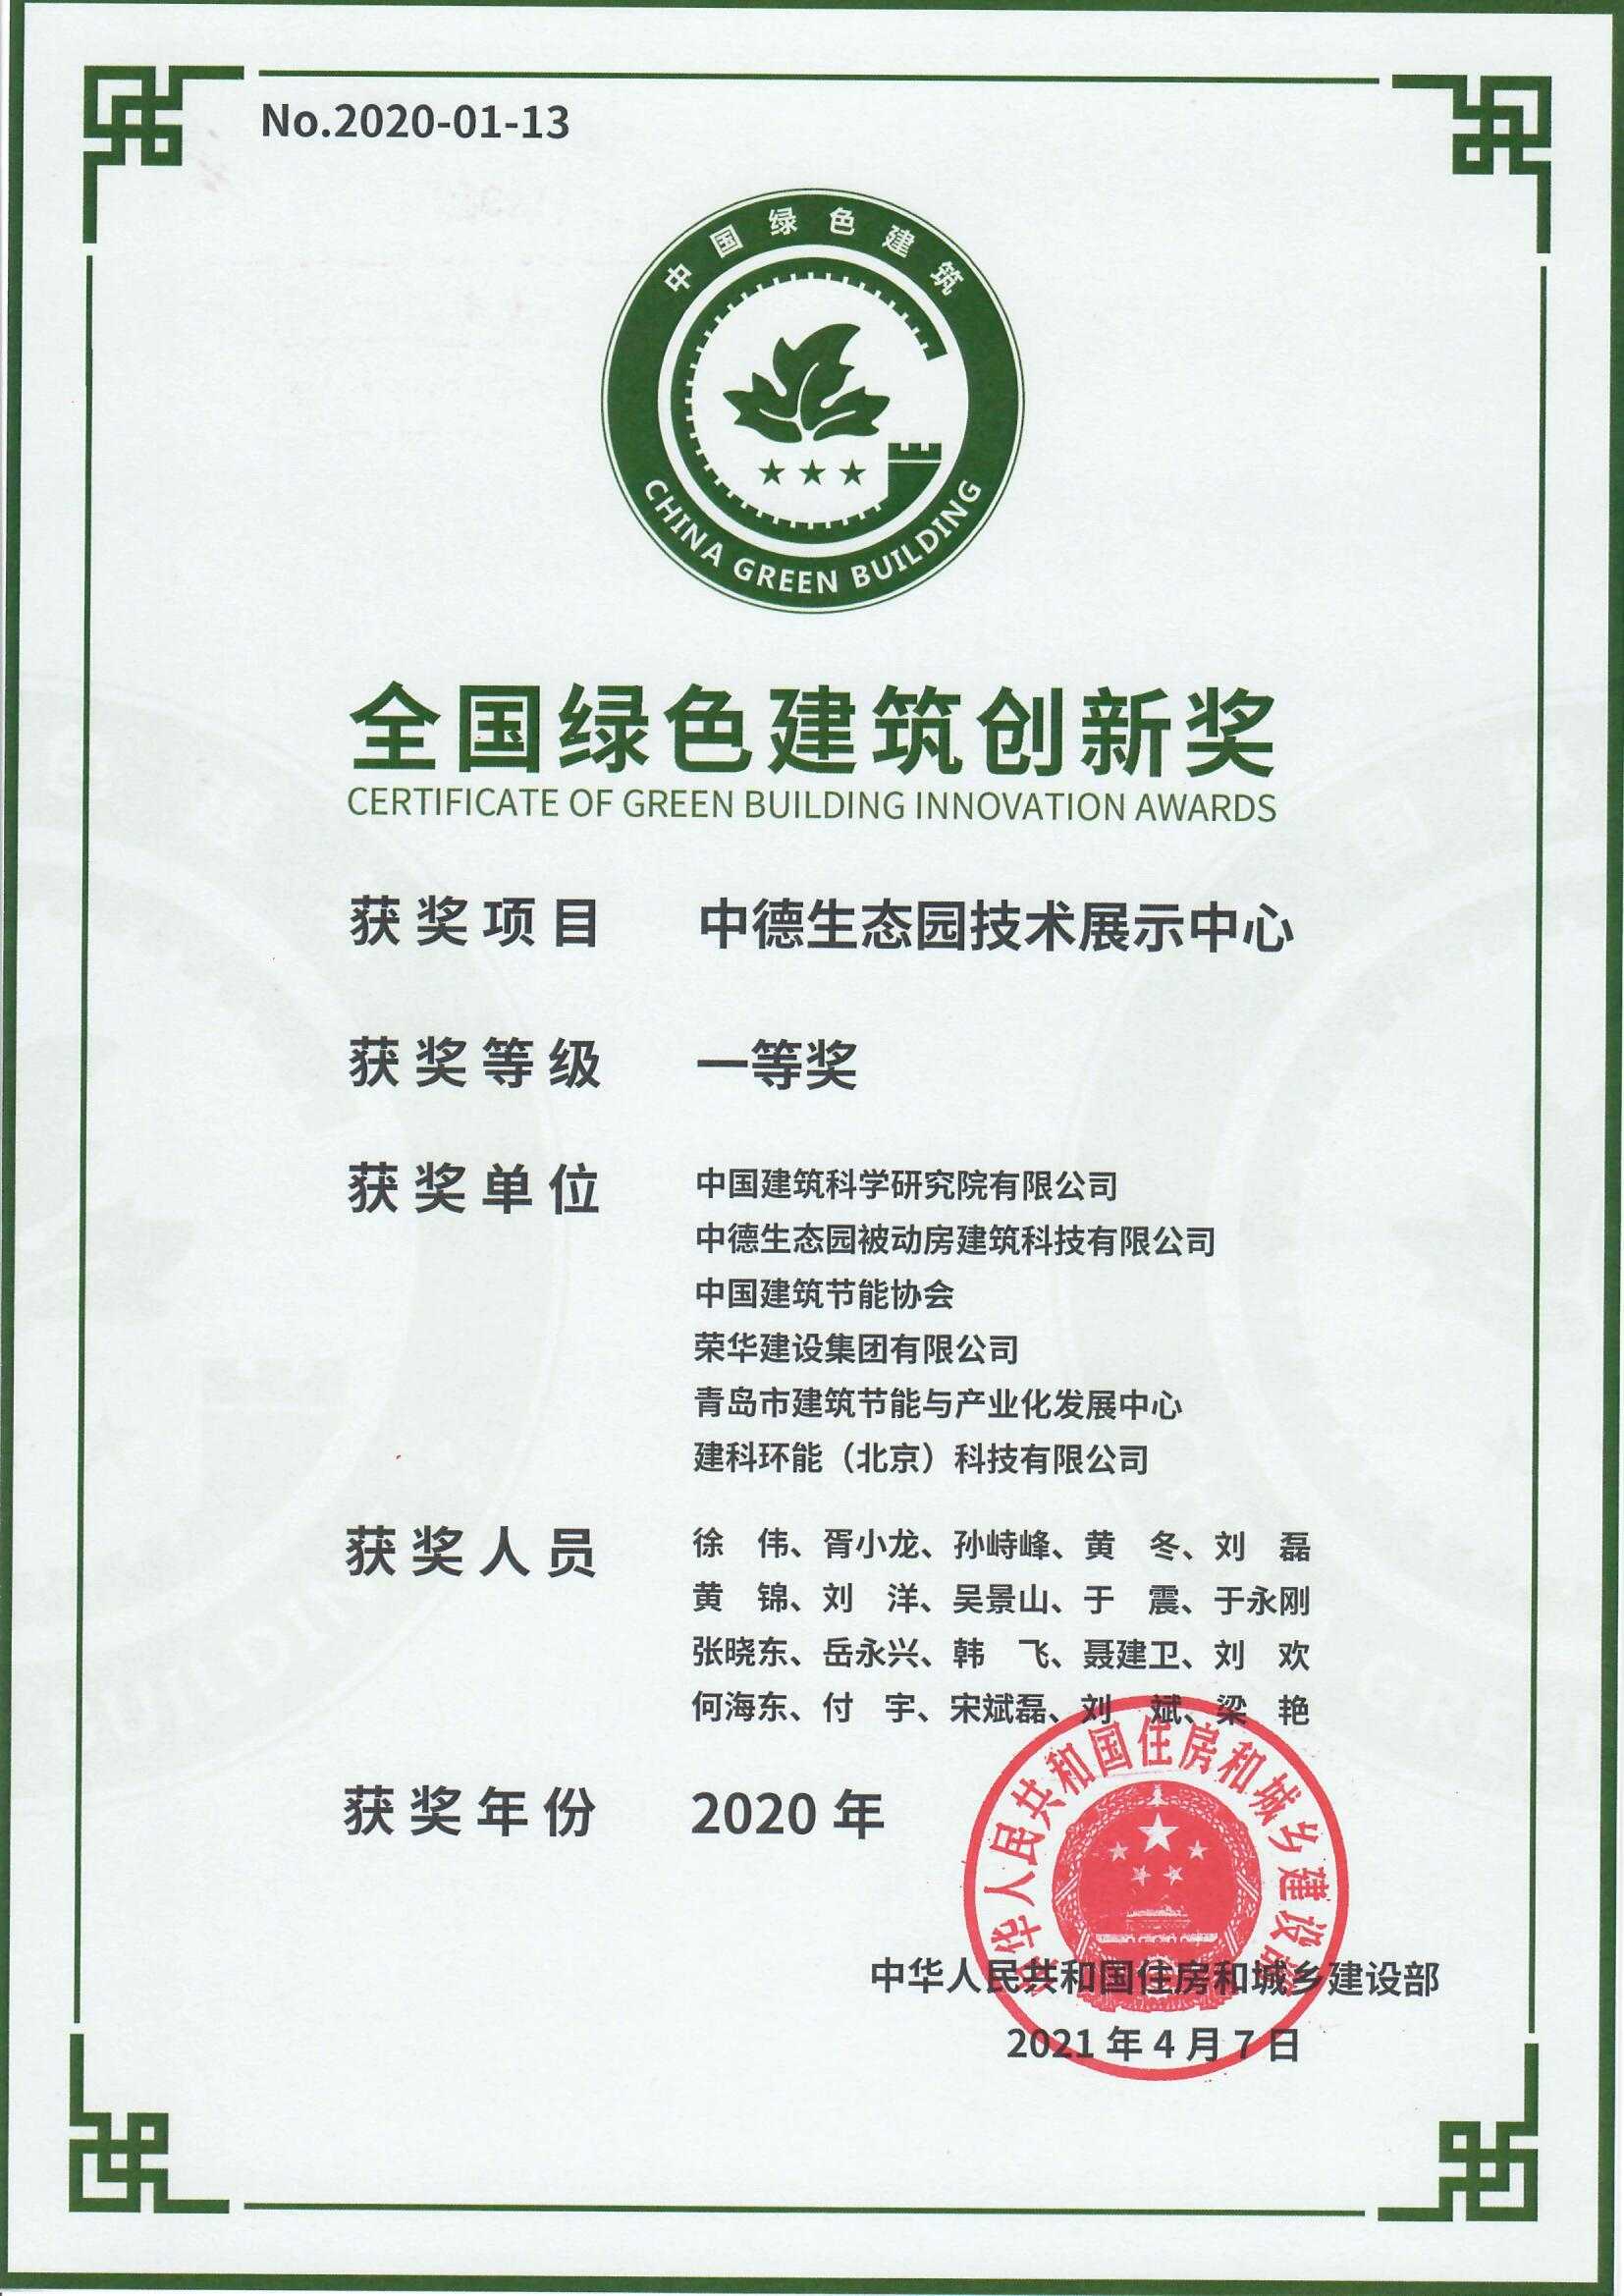 No.2020-01-13
中国绿色建筑
CHINA GREEN BUILDING
全国绿色建筑创新奖
CERTIFICATE OF GREEN BUILDING INNOVATION AWARDS
获奖项目 中德生态园技术展示中心
获奖等级 一等奖
获奖单位 中国建筑科学研究院有限公司
中德生态园被动房建筑科技有限公司
中国建筑节能协会
荣华建设集团有限公司
青岛市建筑节能与产业化发展中心
建科环能（北京）科技有限公司
获奖人员 徐 伟、胥小龙、孙峙峰、黄 冬、刘 磊
黄 锦、刘 洋、吴景山、于 震、于永刚
张晓东、岳永兴、韩 飞、聂建卫、刘 欢
何海东、付 宇、宋斌磊、刘 斌、梁 艳
获奖年份 2020 年
中华人民共和国住房和城乡建设部
中华人民共和国住房和城乡建设部
2021 年 4 月 7 日